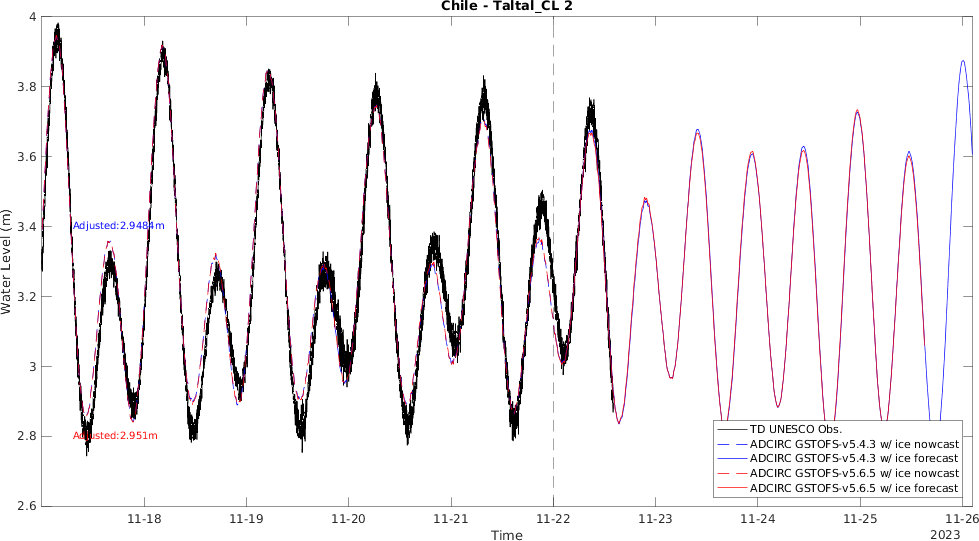 Chile - Taltal_CL 2
4
3.8
3.6
3.4
3.2
3
2.8
2.6
Water Level (m)
Adjusted:2.9484m
Adjusted:2.951m
TD UNESCO Obs.
ADCIRC GSTOFS-v5.4.3 w/ ice nowcast
ADCIRC GSTOFS-v5.4.3 w/ ice forecast
ADCIRC GSTOFS-v5.6.5 w/ ice nowcast
ADCIRC GSTOFS-v5.6.5 w/ ice forecast
11-18 11-19 11-20 11-21 11-22 11-23 11-24 11-25 11-26
Time
2023